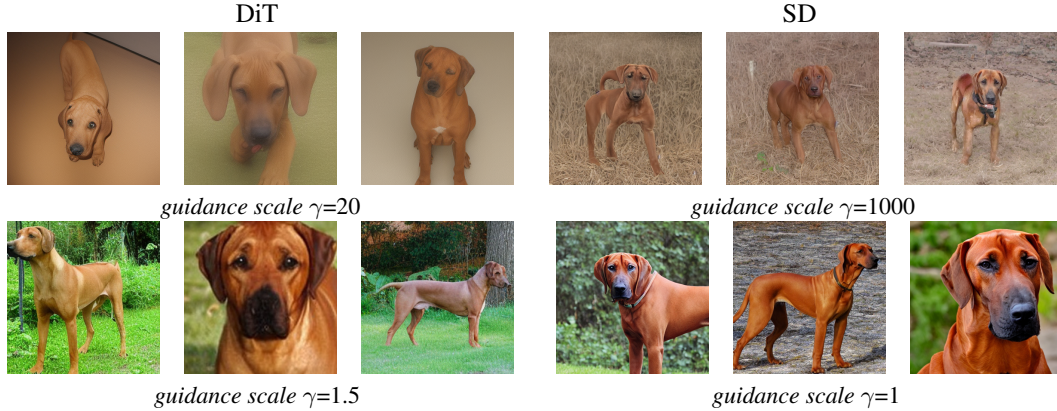 DiT
SD
guidance scale γ=20
guidance scale γ=1000
guidance scale γ=1.5
guidance scale γ=1